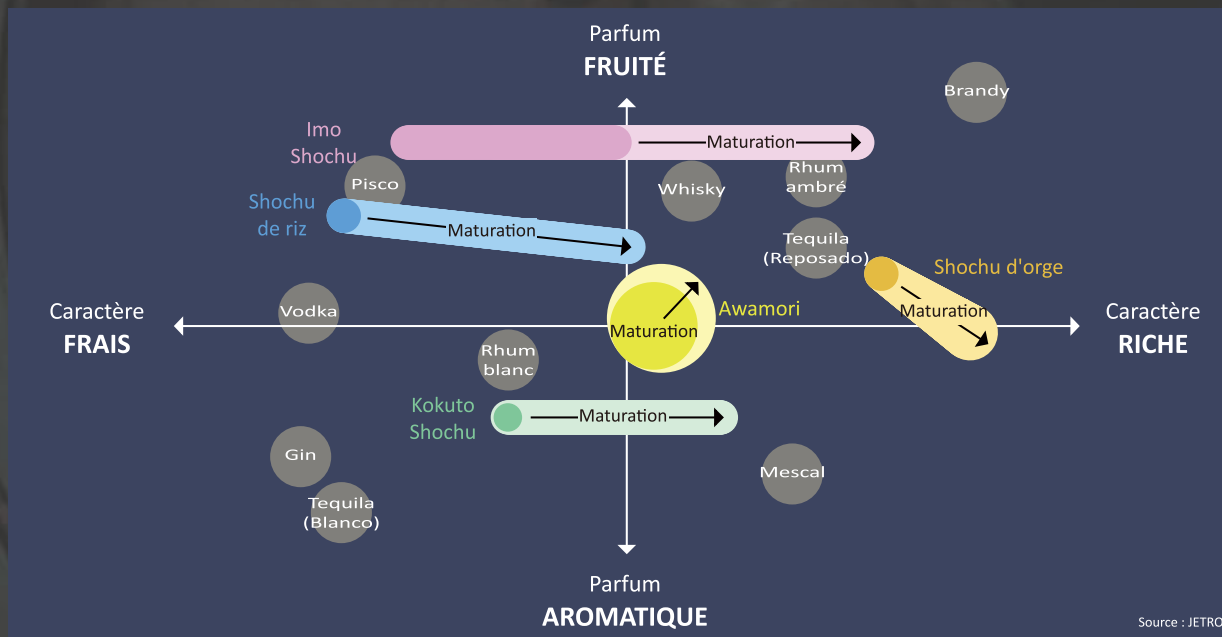 Parfum
FRUITÉ
Brandy
Imo
Shochu
Maturation
Pisco
Whisky
Rhum
ambré
Shochu
de riz
Maturation
Tequila
(Reposado)
Shochu d'orge
Caractère
FRAIS
Vodka
Maturation
Awamori
Maturation
Caractère
RICHE
Rhum
blanc
Kokuto
Shochu
Maturation
Gin
Mescal
Tequila
(Blanco)
Parfum
AROMATIQUE
Source : JETRO